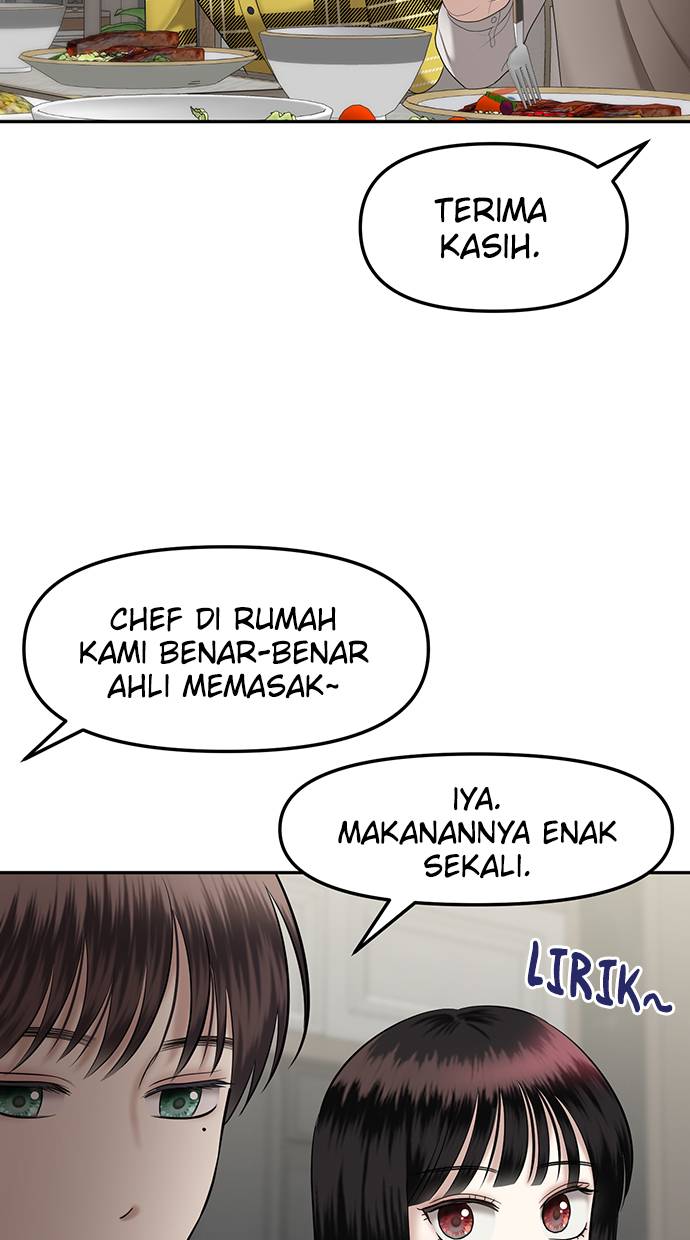 TERIMA
KASIH.
CHEF DI RUMAH
KAMI BENAR-BENAR
AHLI MEMASAK~
IYA.
MAKANANNYA ENAK
SEKALI.
LIRIK~